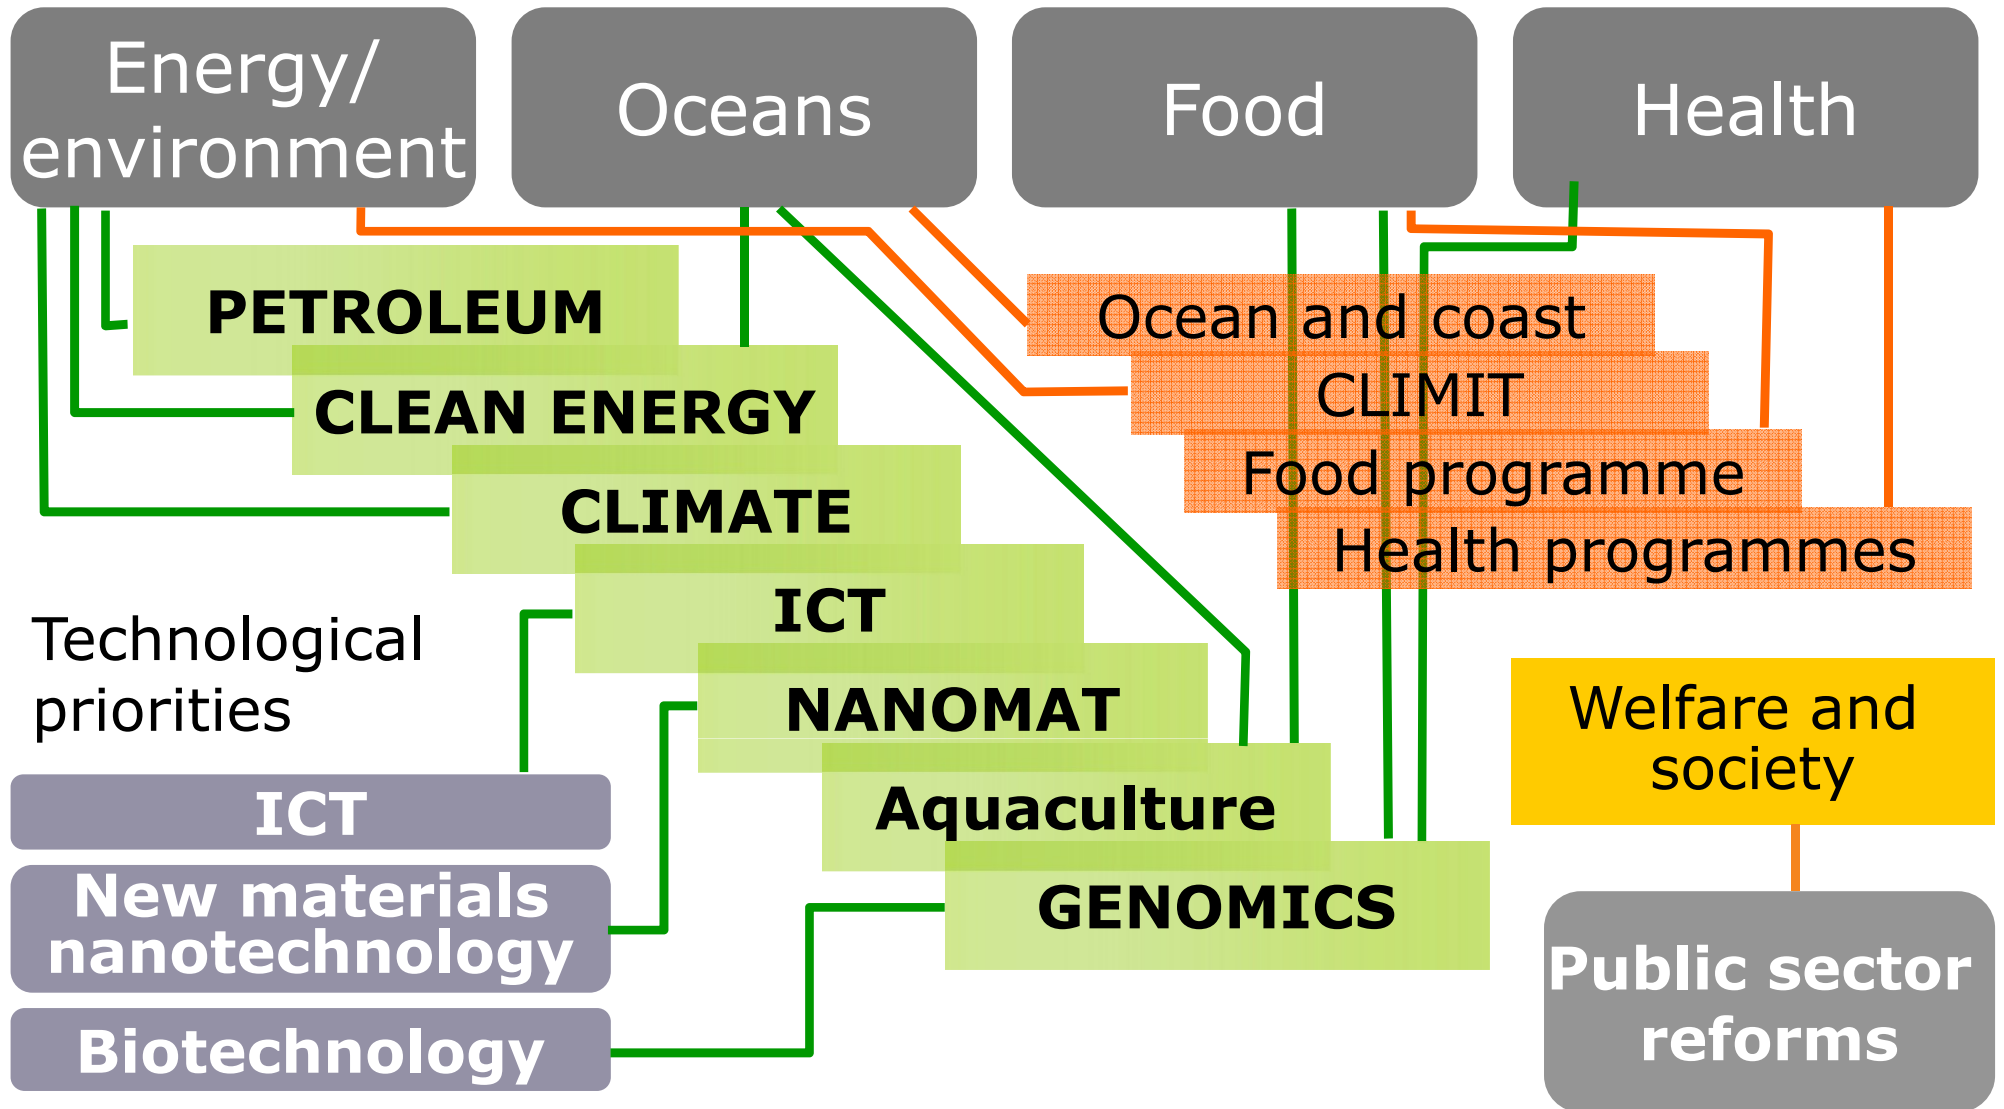 Energy/
environment
Oceans
Food
Health
PETROLEUM
CLEAN ENERGY
CLIMATE
ICT
NANOMAT
Aquaculture
GENOMICS
Ocean and coast
CLIMIT
Food programme
Health programmes
Technological
priorities
ICT
New materials
nanotechnology
Biotechnology
Welfare and
society
Public sector
reforms